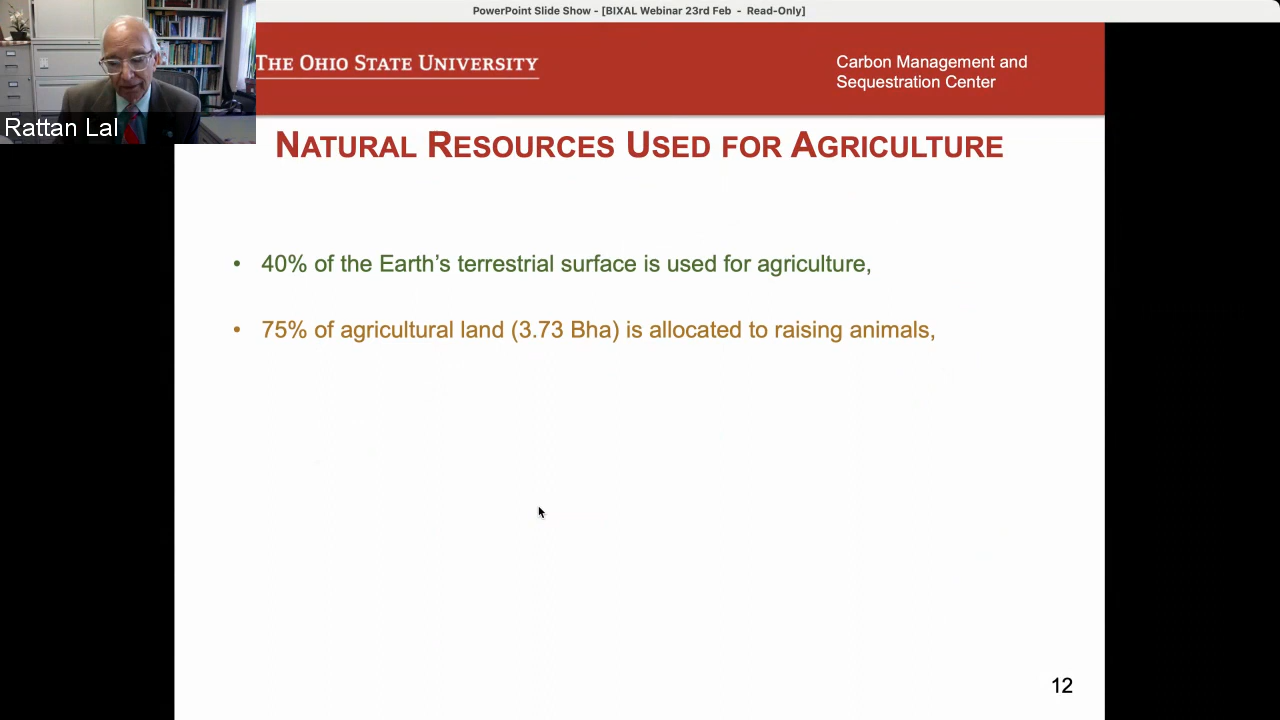 PowerPoint Slide Show - [BIXAL Webinar 23rd Feb - Read-Only]
THE OHIO STATE UNIVERSITY
Carbon Management and
Sequestration Center
Rattan Lal
NATURAL RESOURCES USED FOR AGRICULTURE
• 40% of the Earth’s terrestrial surface is used for agriculture,
• 75% of agricultural land (3.73 Bha) is allocated to raising animals,
12